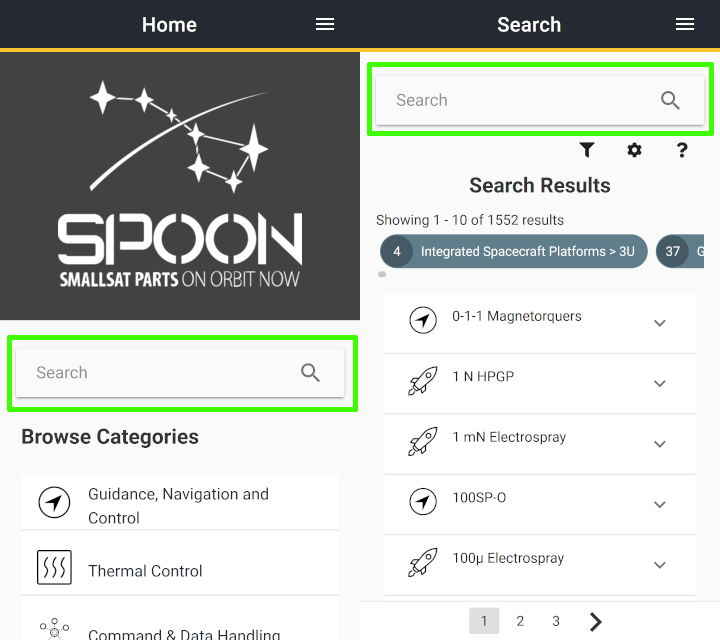 Home
SPOON
SMALLSAT PARTS ON ORBIT NOW
Search
Browse Categories
Guidance, Navigation and
Control
Thermal Control
Command & Data Handling
Search
Search
?
Search Results
Showing 1 - 10 of 1552 results
4 Integrated Spacecraft Platforms > 3U 37
0-1-1 Magnetorquers
1 N HPGP
1 mN Electrospray
100SP-O
100µ Electrospray
1 2 3